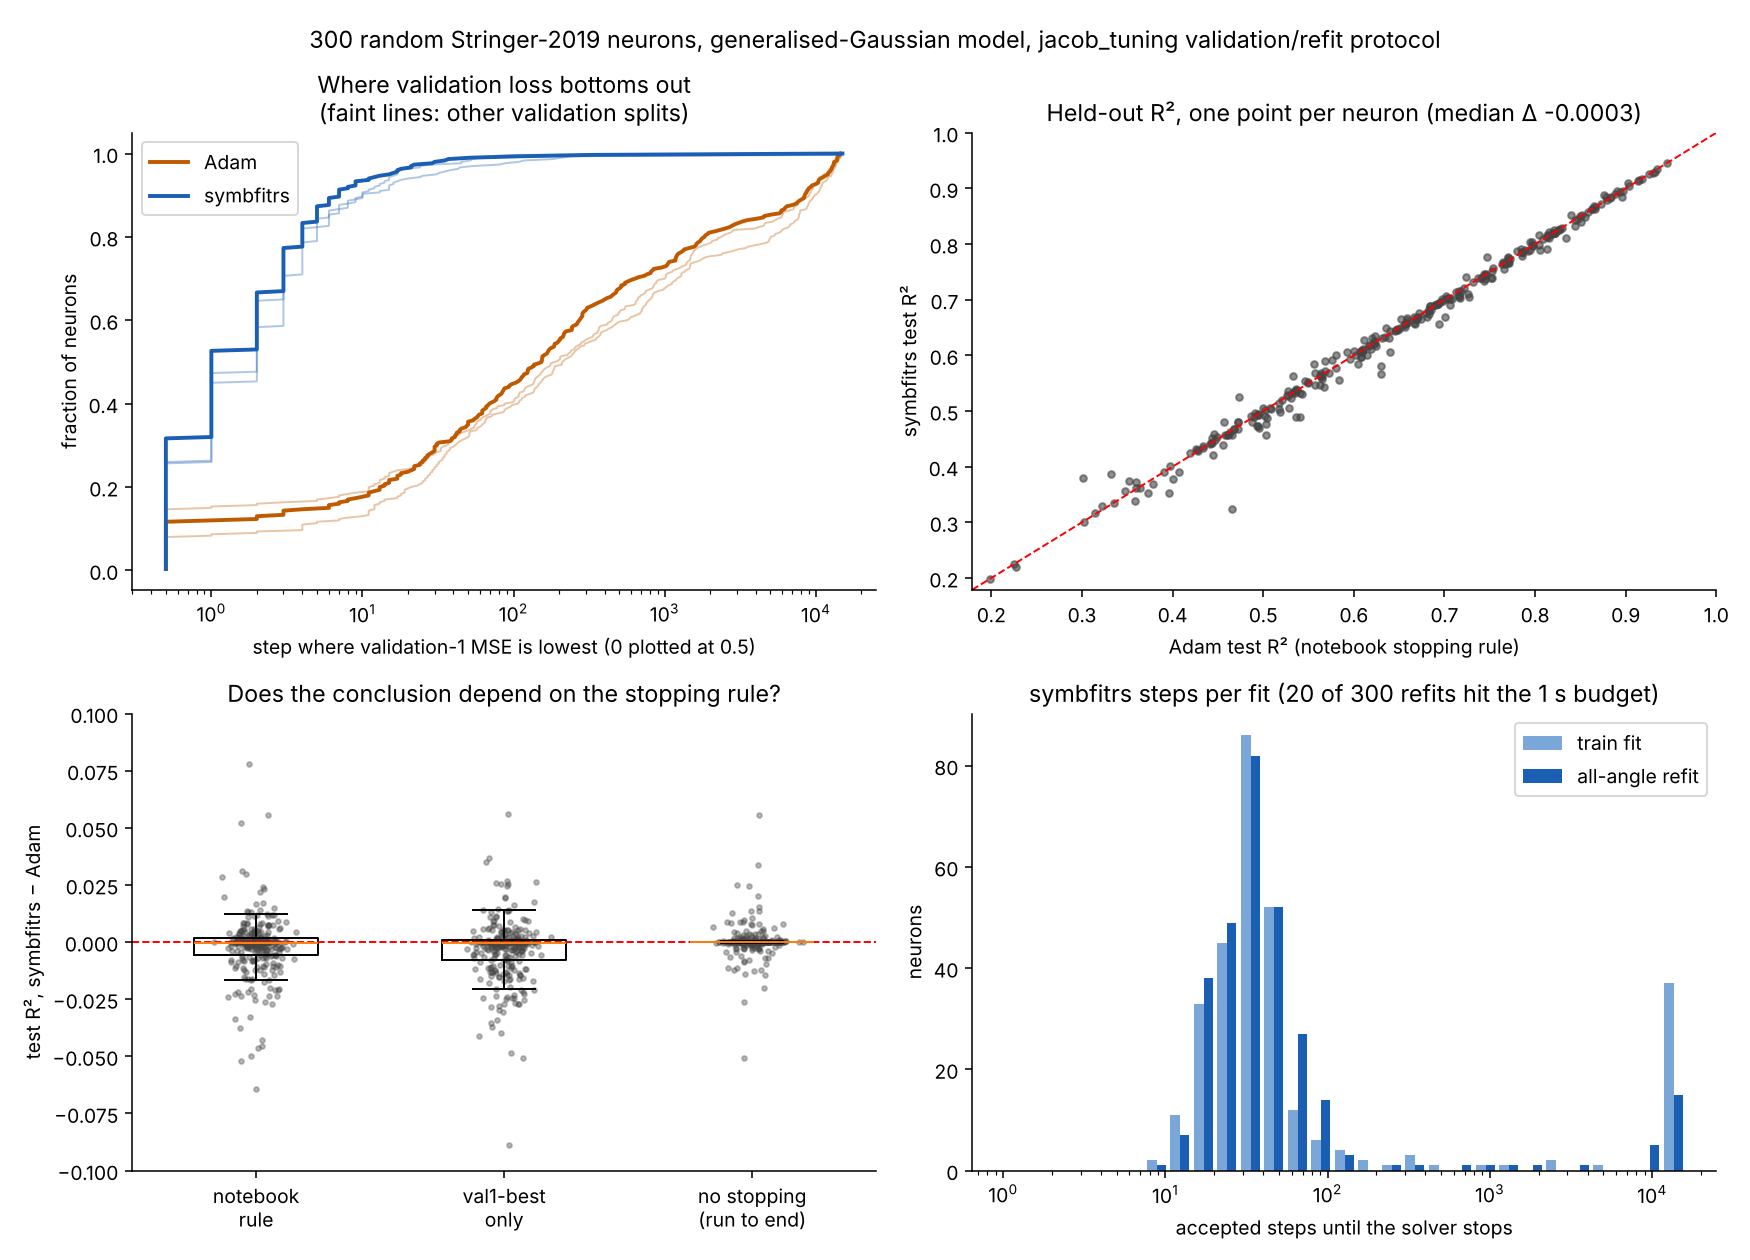 300 random Stringer-2019 neurons, generalised-Gaussian model, jacob_tuning validation/refit protocol
Where validation loss bottoms out
(faint lines: other validation splits)
Adam
symbfitrs
1.0
0.8
0.6
0.4
0.2
0.0
fraction of neurons
10⁰
10¹
10²
10³
10⁴
step where validation-1 MSE is lowest (0 plotted at 0.5)
Held-out R², one point per neuron (median Δ -0.0003)
1.0
0.9
0.8
0.7
0.6
0.5
0.4
0.3
0.2
symbfitrs test R²
0.2
0.3
0.4
0.5
0.6
0.7
0.8
0.9
1.0
Adam test R² (notebook stopping rule)
Does the conclusion depend on the stopping rule?
0.100
0.075
0.050
0.025
0.000
−0.025
−0.050
−0.075
−0.100
test R², symbfitrs − Adam
notebook
rule
val1-best
only
no stopping
(run to end)
symbfitrs steps per fit (20 of 300 refits hit the 1 s budget)
train fit
all-angle refit
80
60
40
20
0
neurons
10⁰
10¹
10²
10³
10⁴
accepted steps until the solver stops